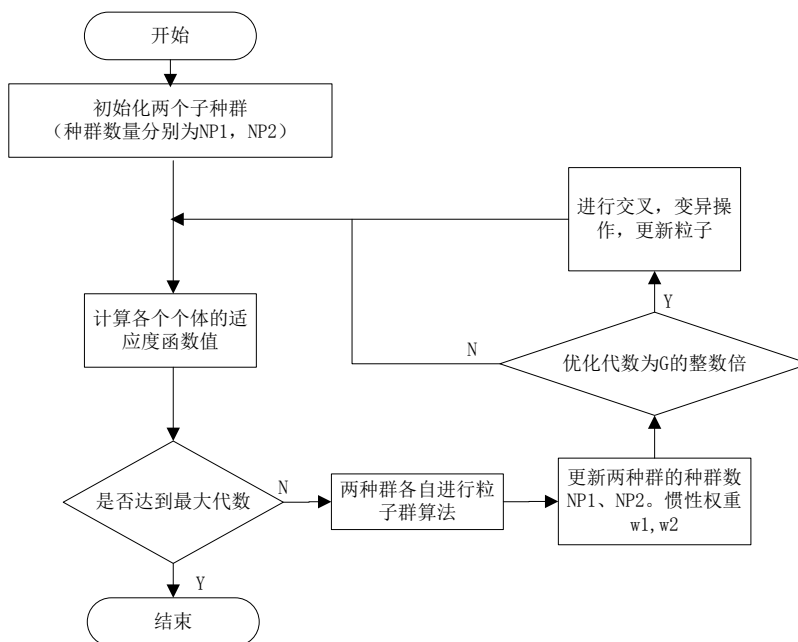 开始
初始化两个子种群
（种群数量分别为NP1，NP2）
进行交叉，变异操
作，更新粒子
计算各个个体的适
应度函数值
Y
N
优化代数为G的整数倍
是否达到最大代数
N
两种群各自进行粒
子群算法
更新两种群的种群数
NP1、NP2。惯性权重
w1,w2
Y
结束